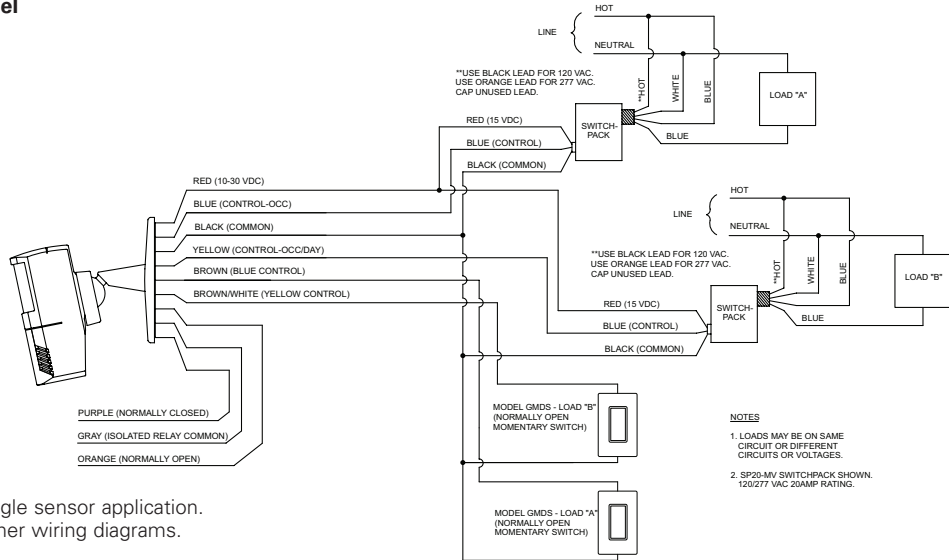 el
HOT
LINE
NEUTRAL
**USE BLACK LEAD FOR 120 VAC.
USE ORANGE LEAD FOR 277 VAC.
CAP UNUSED LEAD.
**HOT
WHITE
BLUE
LOAD "A"
RED (15 VDC)
SWITCH-
PACK
BLUE
BLUE (CONTROL)
BLACK (COMMON)
RED (10-30 VDC)
BLUE (CONTROL-OCC)
BLACK (COMMON)
YELLOW (CONTROL-OCC/DAY)
BROWN (BLUE CONTROL)
BROWN/WHITE (YELLOW CONTROL)
HOT
LINE
NEUTRAL
**USE BLACK LEAD FOR 120 VAC.
USE ORANGE LEAD FOR 277 VAC.
CAP UNUSED LEAD.
**HOT
WHITE
BLUE
LOAD "B"
RED (15 VDC)
SWITCH-
PACK
BLUE
BLUE (CONTROL)
BLACK (COMMON)
PURPLE (NORMALLY CLOSED)
GRAY (ISOLATED RELAY COMMON)
ORANGE (NORMALLY OPEN)
MODEL GMDS - LOAD "B"
(NORMALLY OPEN
MOMENTARY SWITCH)
NOTES
1. LOADS MAY BE ON SAME
CIRCUIT OR DIFFERENT
CIRCUITS OR VOLTAGES.
2. SP20-MV SWITCHPACK SHOWN.
120/277 VAC 20AMP RATING.
gle sensor application.
ner wiring diagrams.
MODEL GMDS - LOAD "A"
(NORMALLY OPEN
MOMENTARY SWITCH)